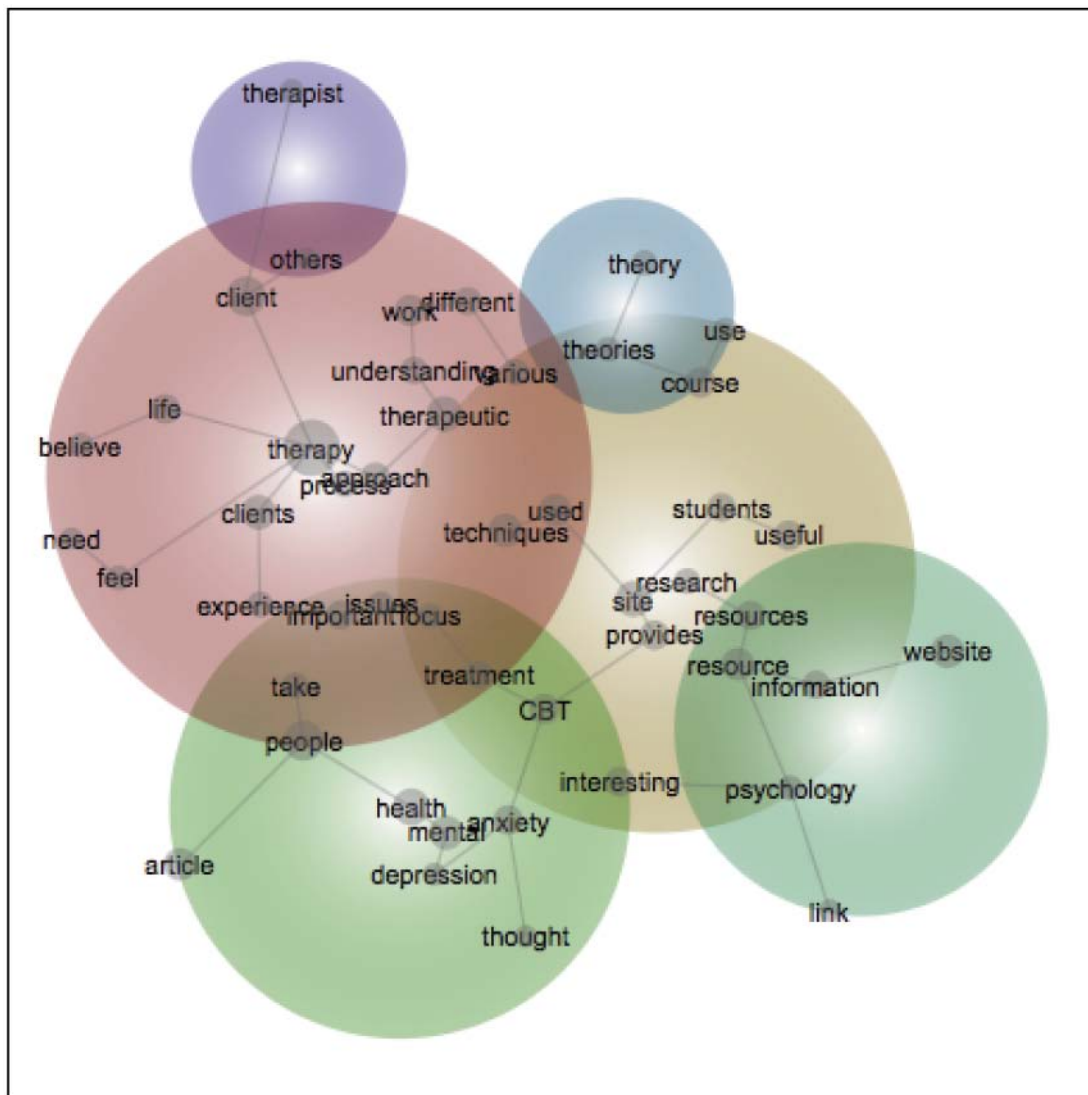 therapist
others
client
theory
different
work
use
theories
understanding
various
course
life
therapeutic
believe
therapy
approach
process
clients
used
students
need
techniques
useful
feel
research
experience
issues
site
important
focus
resources
provides
website
treatment
resource
take
information
CBT
people
interesting
psychology
health
anxiety
mental
article
depression
link
thought